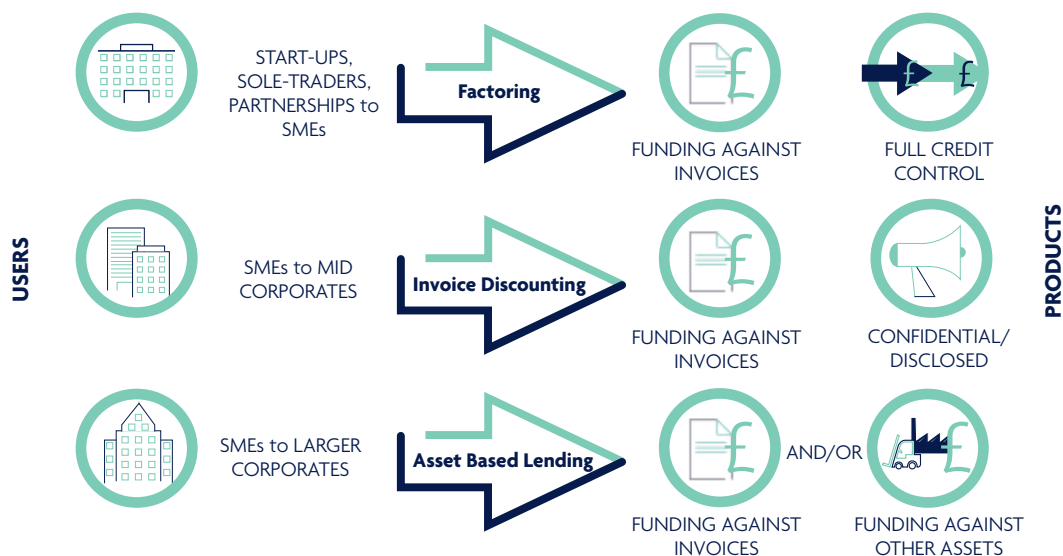 START-UPS,
SOLE-TRADERS,
PARTNERSHIPS to
SMEs
Factoring
£
FUNDING AGAINST
INVOICES
£
£
FULL CREDIT
CONTROL
USERS
SMEs to MID
CORPORATES
Invoice Discounting
£
FUNDING AGAINST
INVOICES
CONFIDENTIAL/
DISCLOSED
PRODUCTS
SMEs to LARGER
CORPORATES
Asset Based Lending
£
FUNDING AGAINST
INVOICES
AND/OR
£
FUNDING AGAINST
OTHER ASSETS